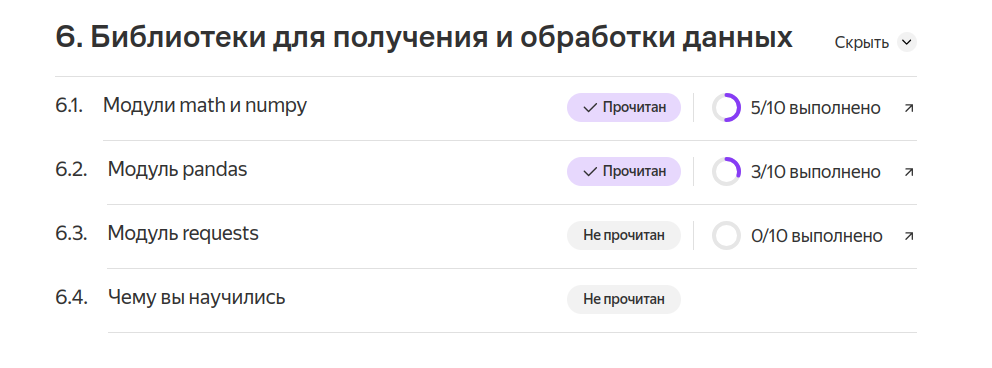 6. Библиотеки для получения и обработки данных Скрыть
6.1. Модули math и numpy Прочитан 5/10 выполнено
6.2. Модуль pandas Прочитан 3/10 выполнено
6.3. Модуль requests Не прочитан 0/10 выполнено
6.4. Чему вы научились Не прочитан